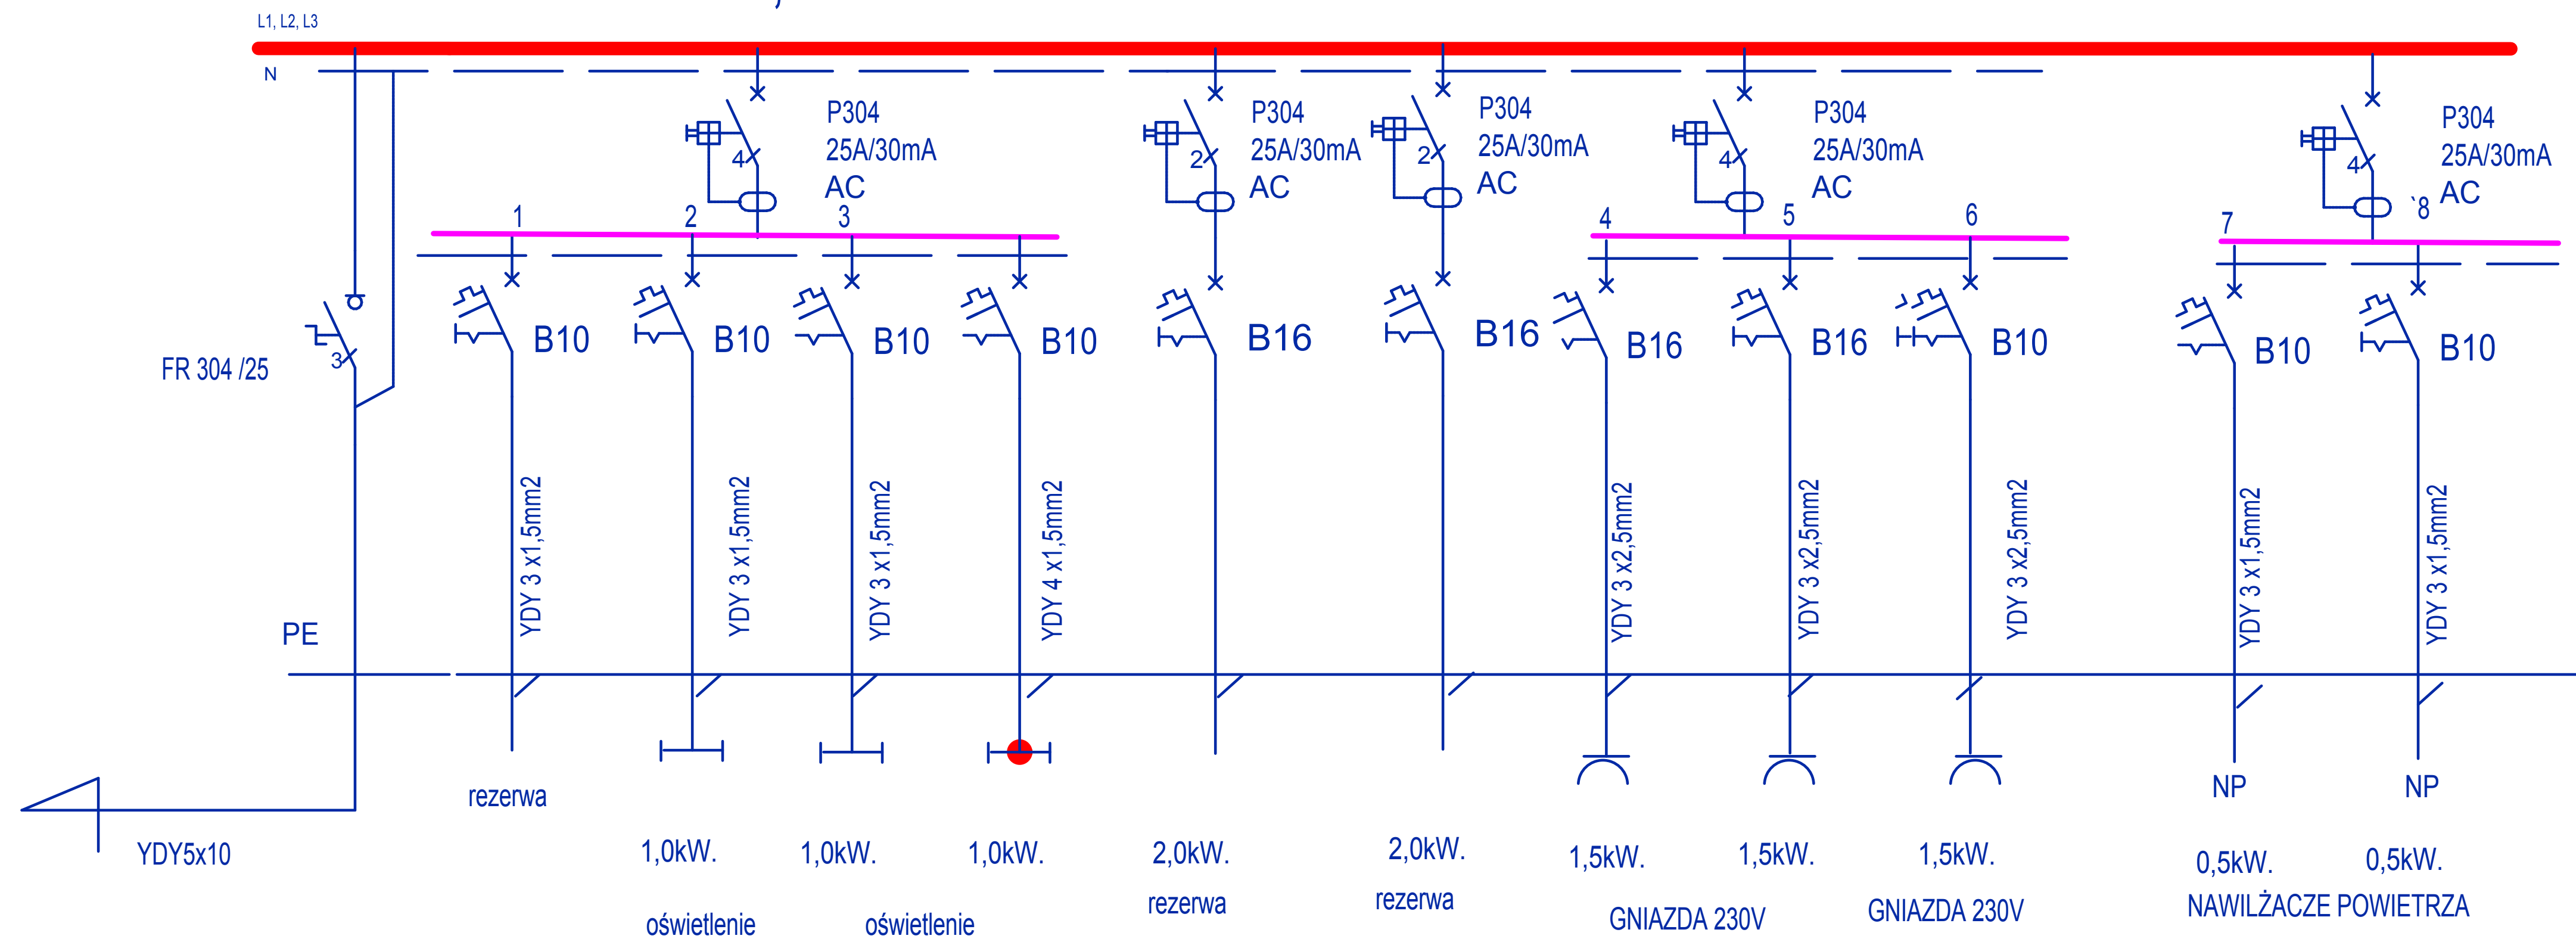 L1, L2, L3
N
P304
25A/30mA
AC
P304
25A/30mA
AC
P304
25A/30mA
AC
P304
25A/30mA
AC
P304
25A/30mA
AC
4
2
2
4
4
1
2
3
4
5
6
7
`8
FR 304 /25
3
B10
B10
B10
B10
B16
B16
B16
B16
B10
B10
B10
YDY 3 x1,5mm2
YDY 3 x1,5mm2
YDY 3 x1,5mm2
YDY 4 x1,5mm2
YDY 3 x2,5mm2
YDY 3 x2,5mm2
YDY 3 x2,5mm2
YDY 3 x1,5mm2
YDY 3 x1,5mm2
PE
YDY5x10
rezerwa
NP
NP
1,0kW.
1,0kW.
1,0kW.
2,0kW.
2,0kW.
1,5kW.
1,5kW.
1,5kW.
0,5kW.
0,5kW.
oświetlenie
oświetlenie
rezerwa
rezerwa
GNIAZDA 230V
GNIAZDA 230V
NAWILŻACZE POWIETRZA